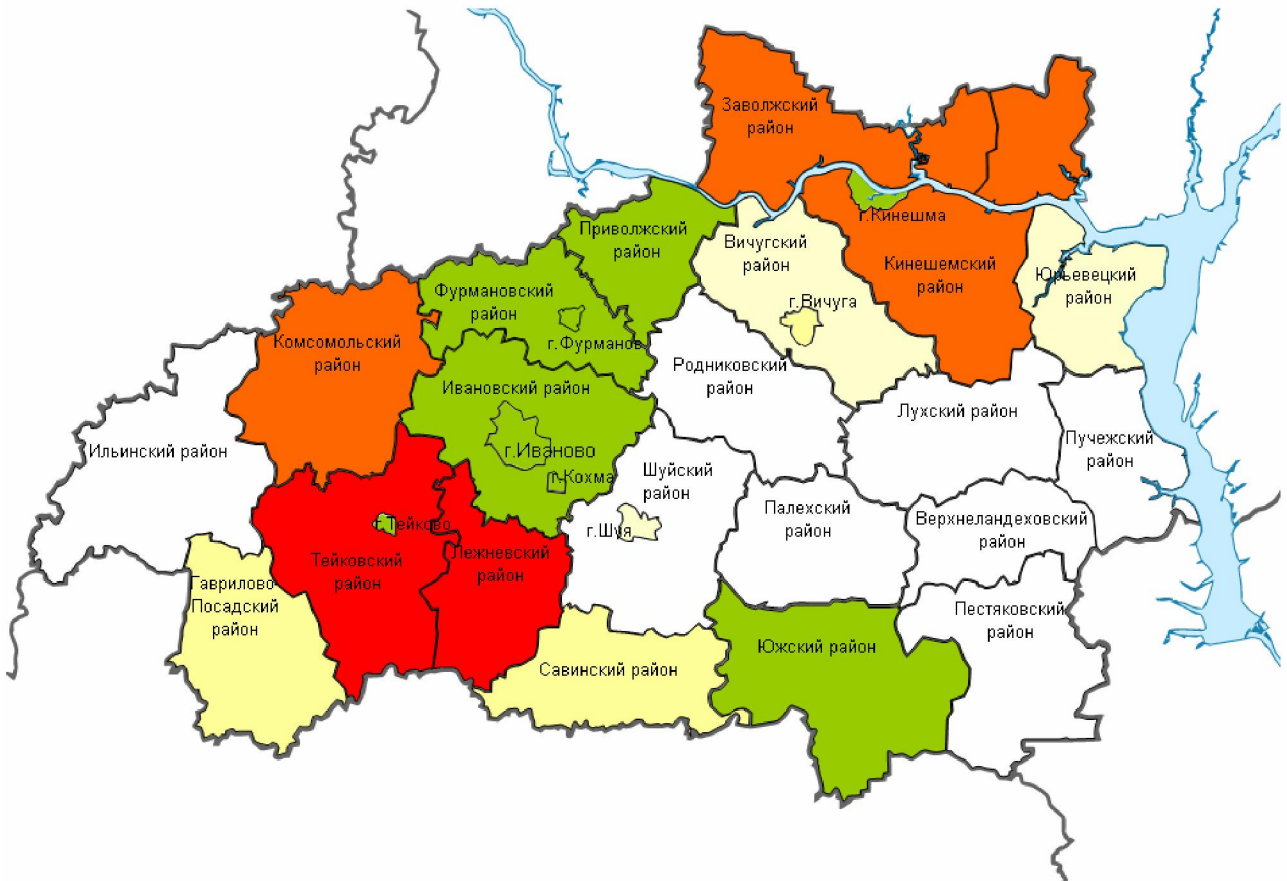 Заволжский
район
г.Кинешма
Приволжский
район
Вичугский
район
Кинешемский
район
Юрьевецкий
район
Фурмановский
район
г.Вичуга
г.Фурманов
Комсомольский
район
Родниковский
район
Ивановский район
Лухский район
Ильинский район
г.Иваново
г.Кохма
Шуйский
район
Пучежский
район
Палехский
район
Верхнеландеховский
район
г.Тейково
г.Шуя
Тейковский
район
Лежневский
район
Гаврилово-
Посадский
район
Пестяковский
район
Савинский район
Южский район